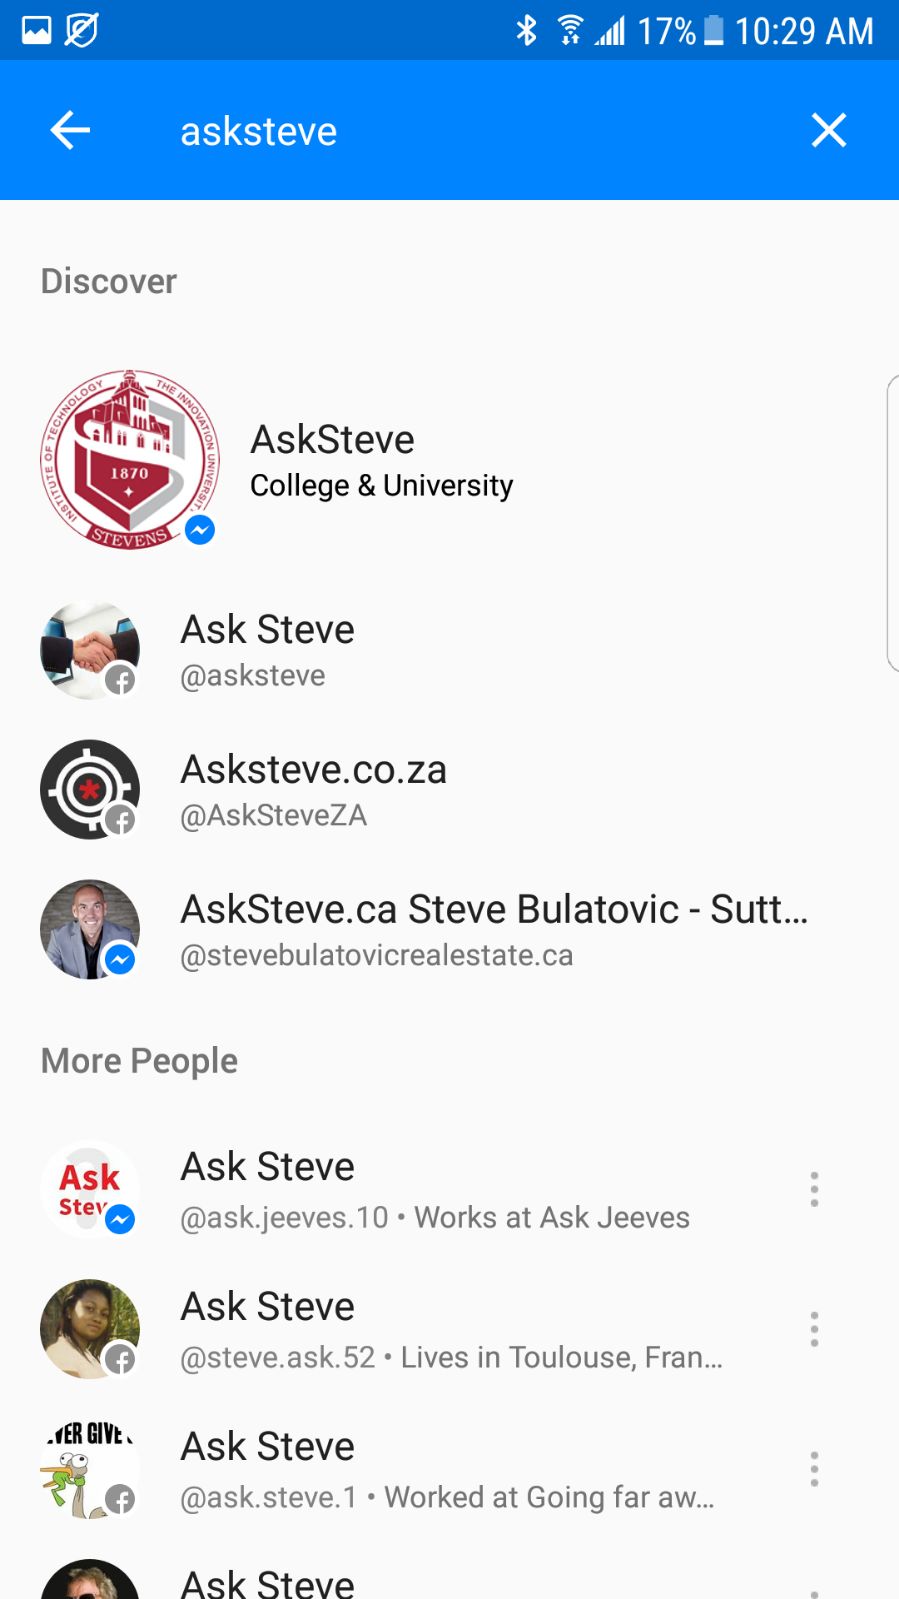 17% 10:29 AM
asksteve
Discover
INSTITUTE OF TECHNOLOGY THE INNOVATION UNIVERSIT
1870
STEVENS
AskSteve
College & University
Ask Steve
@asksteve
Asksteve.co.za
@AskSteveZA
AskSteve.ca Steve Bulatovic - Sutt...
@stevebulatovicrealestate.ca
More People
Ask
Stev
Ask Steve
@ask.jeeves.10 • Works at Ask Jeeves
Ask Steve
@steve.ask.52 • Lives in Toulouse, Fran...
VER GIVE
Ask Steve
@ask.steve.1 • Worked at Going far aw...
Ask Steve